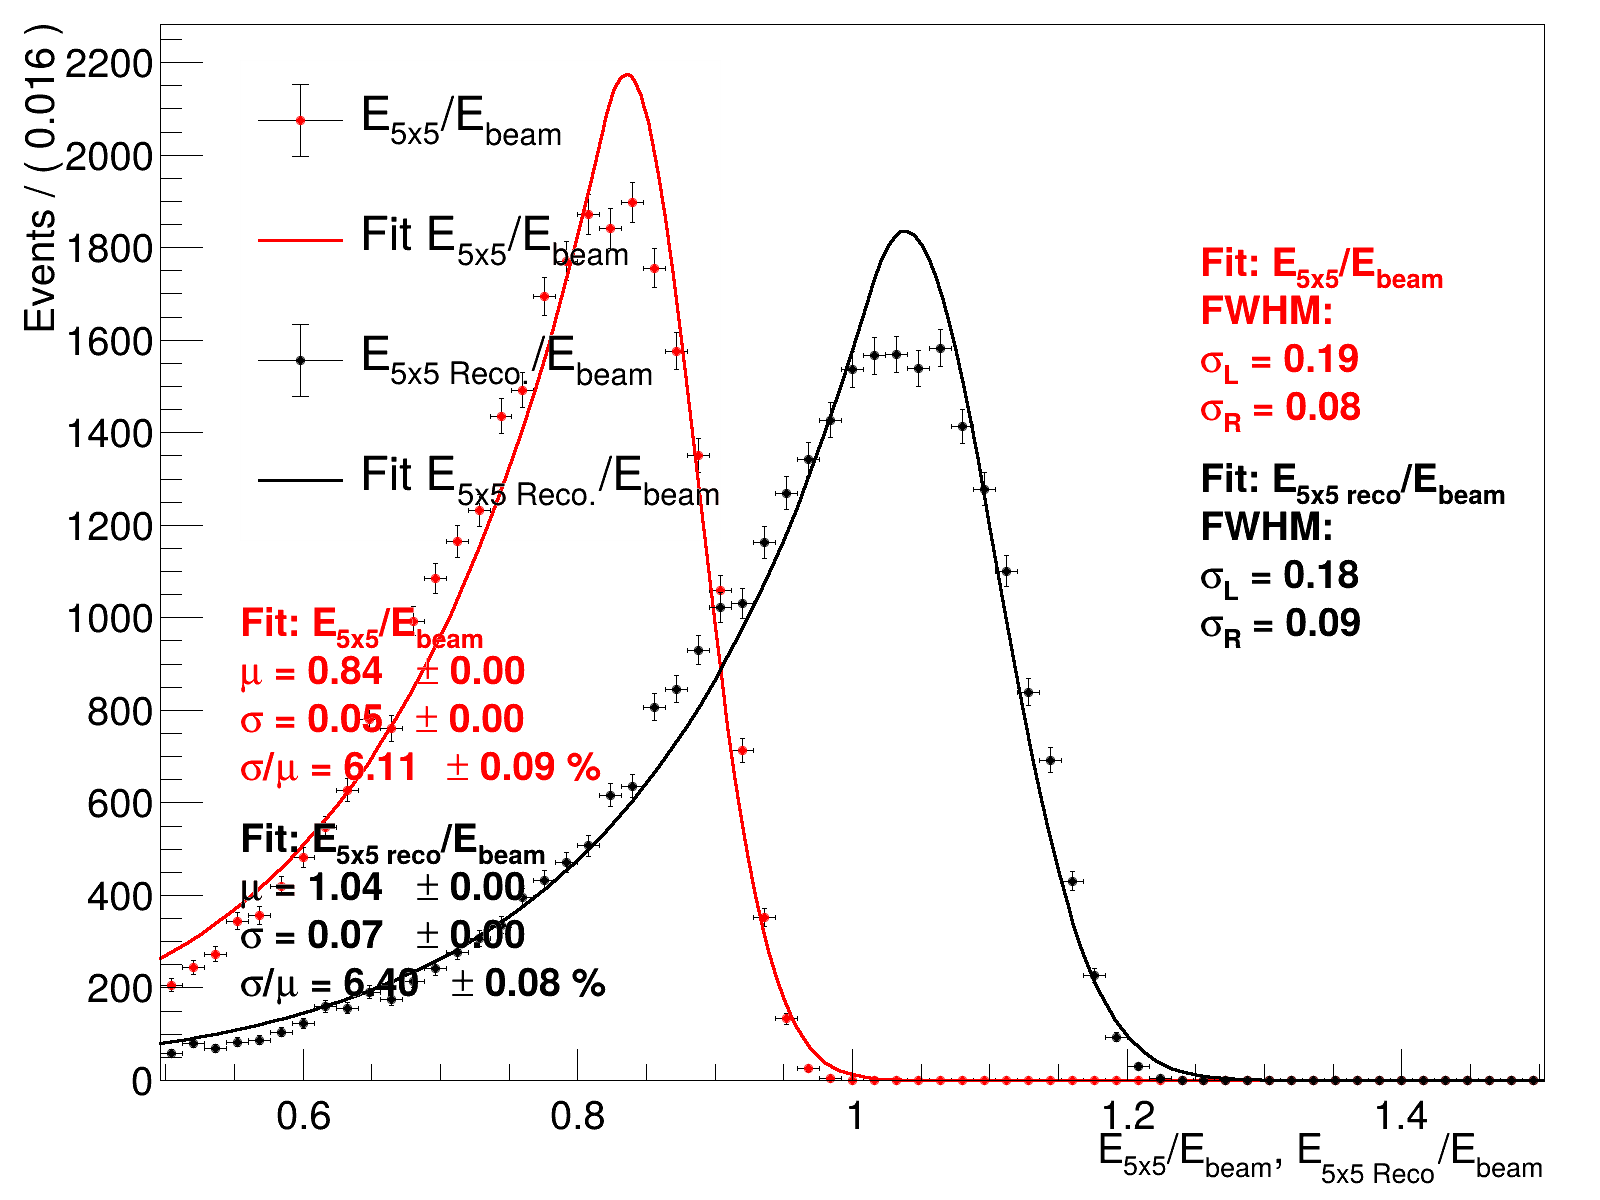 Events / ( 0.016 )
2200
2000
1800
1600
1400
1200
1000
800
600
400
200
0
E5x5/Ebeam
Fit E5x5/Ebeam
E5x5 Reco./Ebeam
Fit E5x5 Reco./Ebeam
Fit: E5x5/Ebeam
FWHM:
σL = 0.19
σR = 0.08
Fit: E5x5 reco/Ebeam
FWHM:
σL = 0.18
σR = 0.09
Fit: E5x5/Ebeam
μ = 0.84 ± 0.00
σ = 0.05 ± 0.00
σ/μ = 6.11 ± 0.09 %
Fit: E5x5 reco/Ebeam
μ = 1.04 ± 0.00
σ = 0.07 ± 0.00
σ/μ = 6.40 ± 0.08 %
0.6 0.8 1 1.2 1.4
E5x5/Ebeam, E5x5 Reco/Ebeam